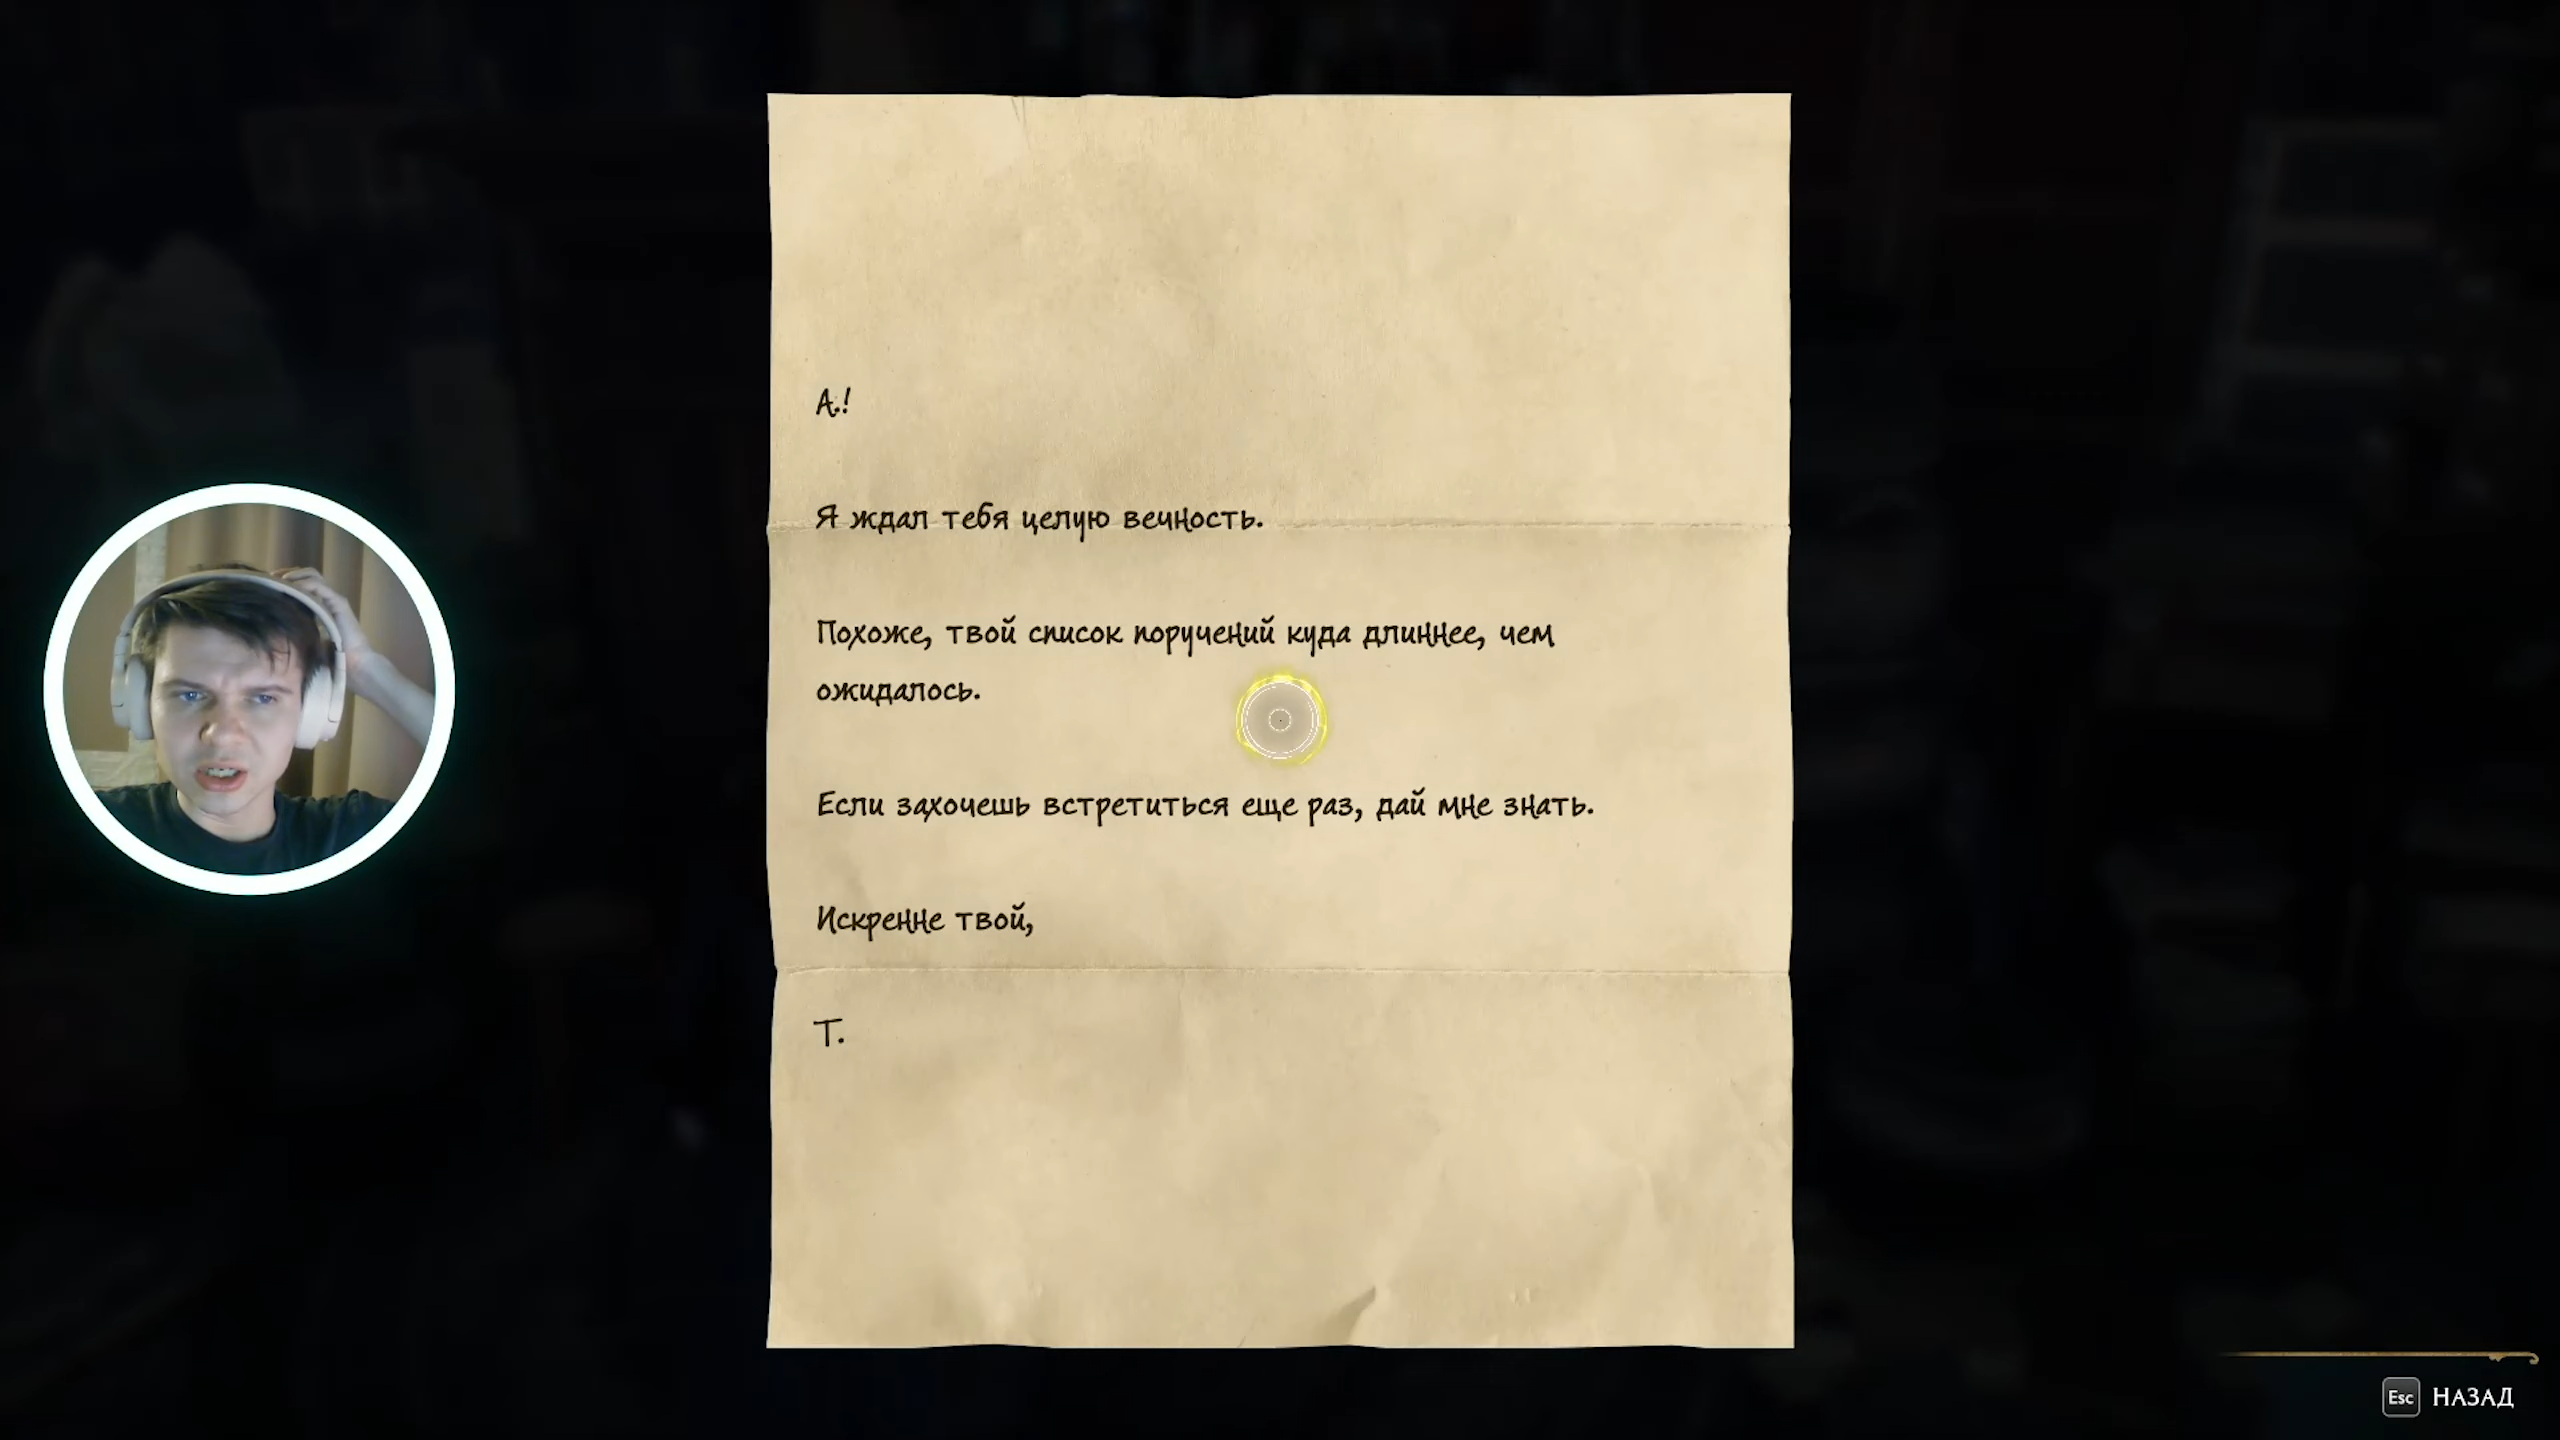 А.!
Я ждал тебя целую вечность.
Похоже, твой список поручений куда длиннее, чем
ожидалось.
Если захочешь встретиться еще раз, дай мне знать.
Искренне твой,
Т.
Esc НАЗАД